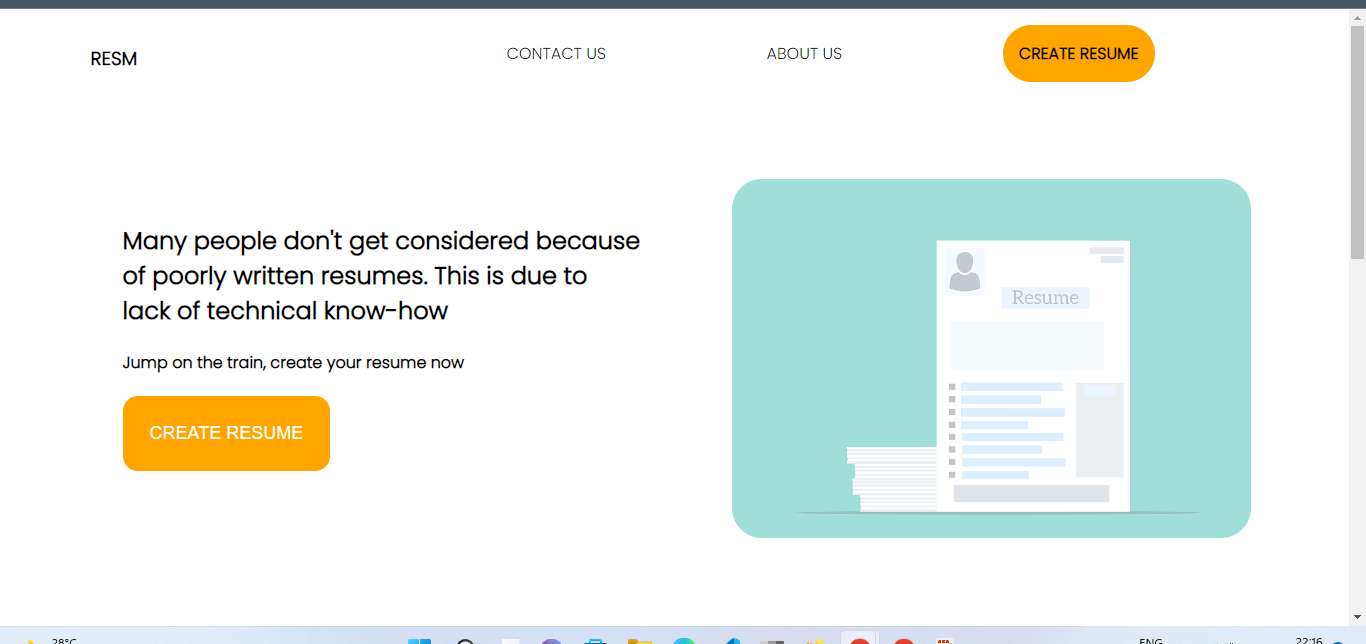 RESM
CONTACT US
ABOUT US
CREATE RESUME
Many people don't get considered because
of poorly written resumes. This is due to
lack of technical know-how
Jump on the train, create your resume now
CREATE RESUME
Resume
28°C
ENG
22:16